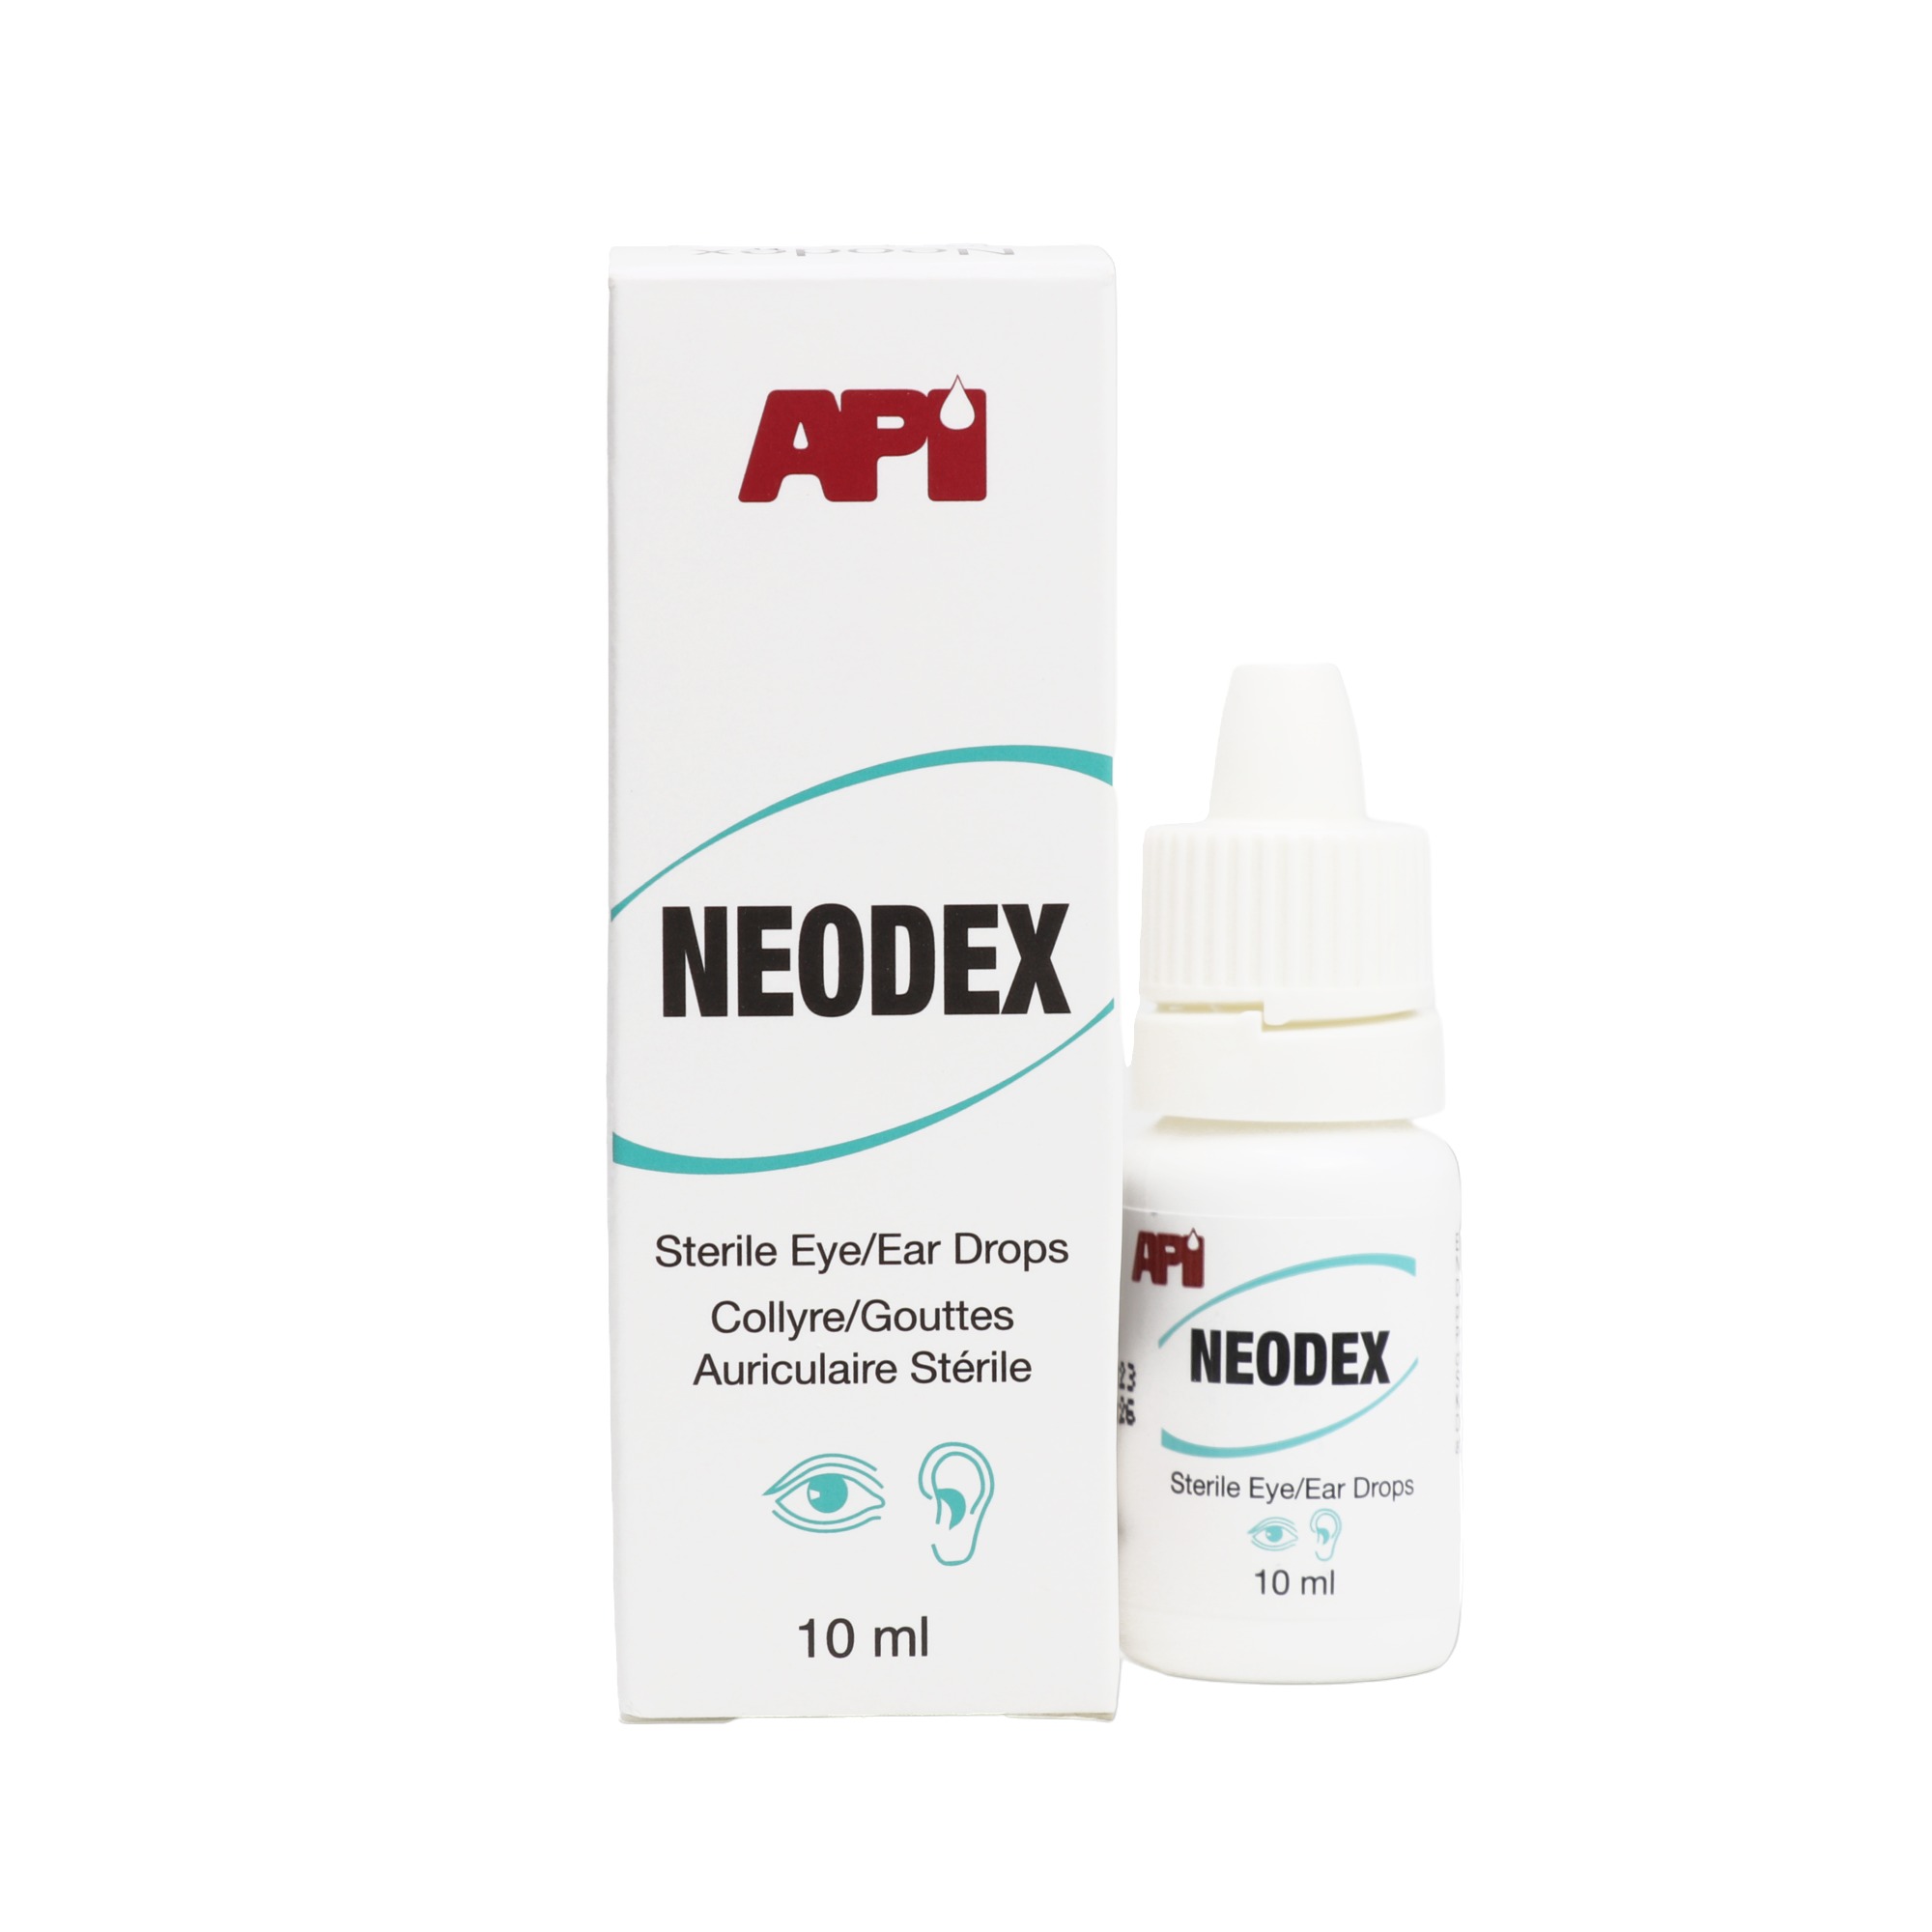 Neodex
API
NEODEX
Sterile Eye/Ear Drops
Collyre/Gouttes
Auriculaire Stérile
10 ml
API
NEODEX
Sterile Eye/Ear Drops
10 ml